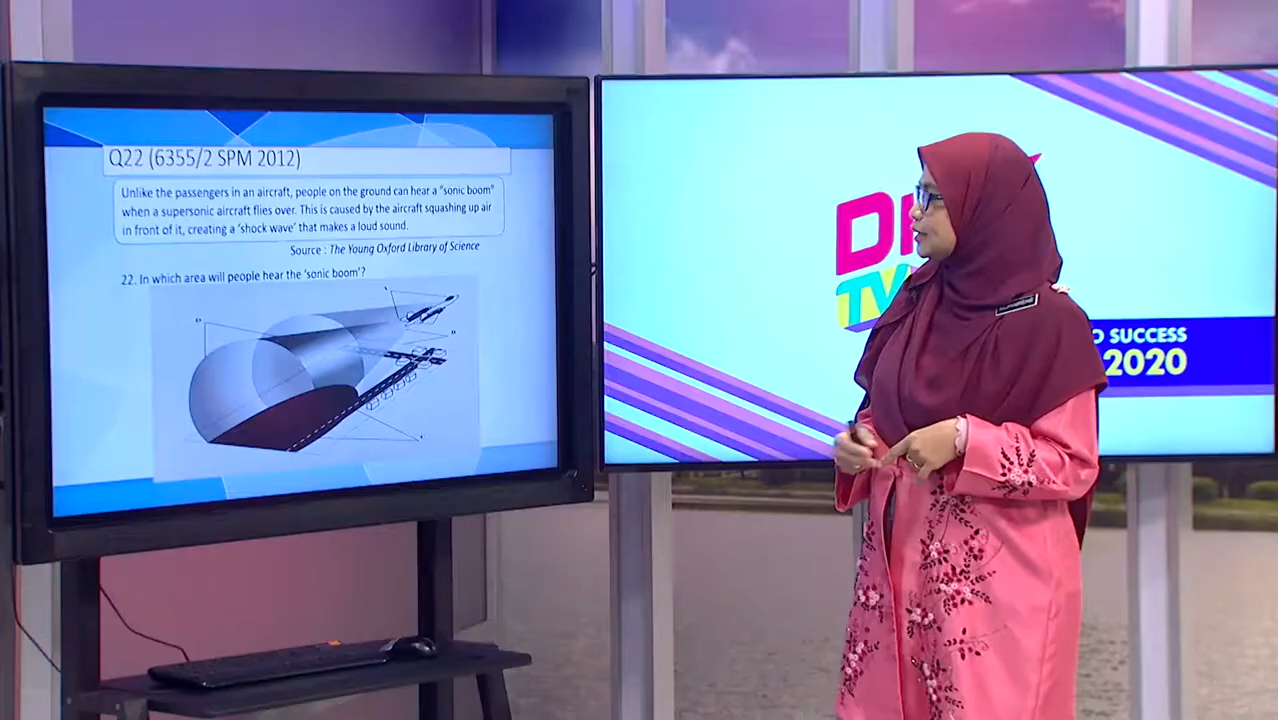 Q22 (6355/2 SPM 2012)
Unlike the passengers in an aircraft, people on the ground can hear a "sonic boom"
when a supersonic aircraft flies over. This is caused by the aircraft squashing up air
in front of it, creating a 'shock wave' that makes a loud sound.
Source : The Young Oxford Library of Science
22. In which area will people hear the 'sonic boom'?
TV
SUCCESS
2020